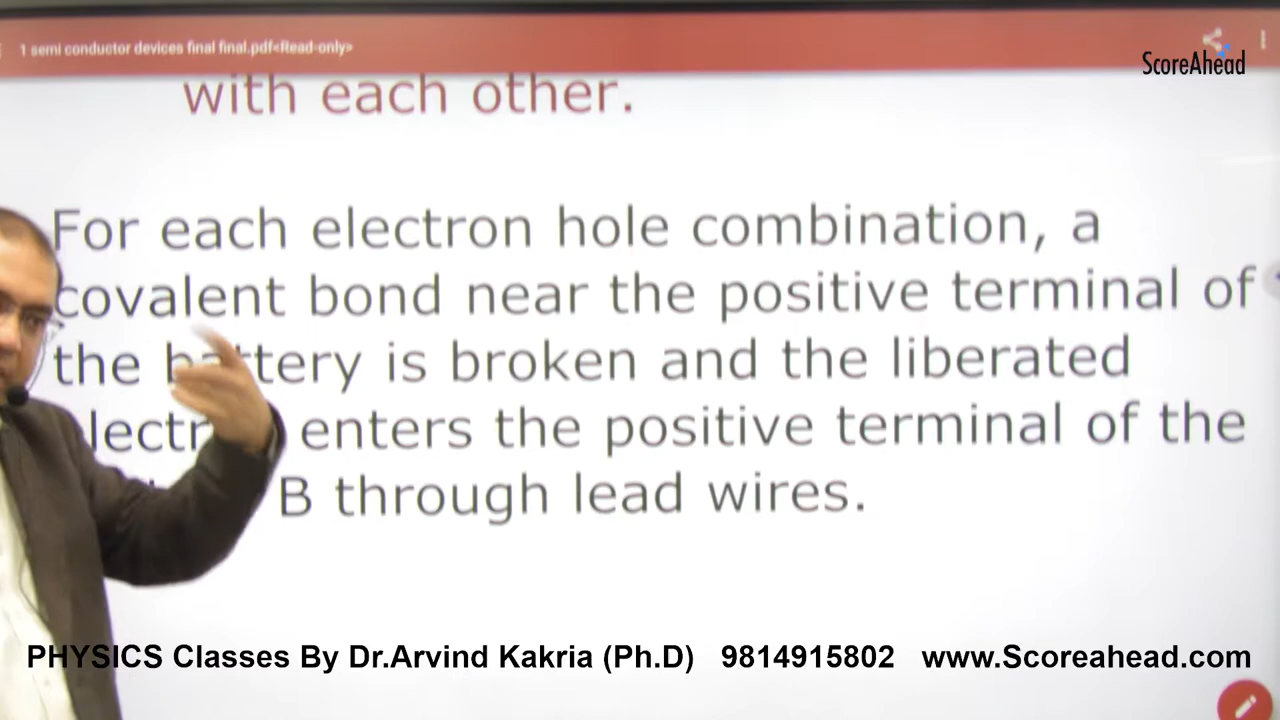 1 semi conductor devices final final.pdf<Read-only>
ScoreAhead
with each other.
For each electron hole combination, a
covalent bond near the positive terminal of
the battery is broken and the liberated
enters the positive terminal of the
B through lead wires.
PHYSICS Classes By Dr.Arvind Kakria (Ph.D) 9814915802 www.Scoreahead.com